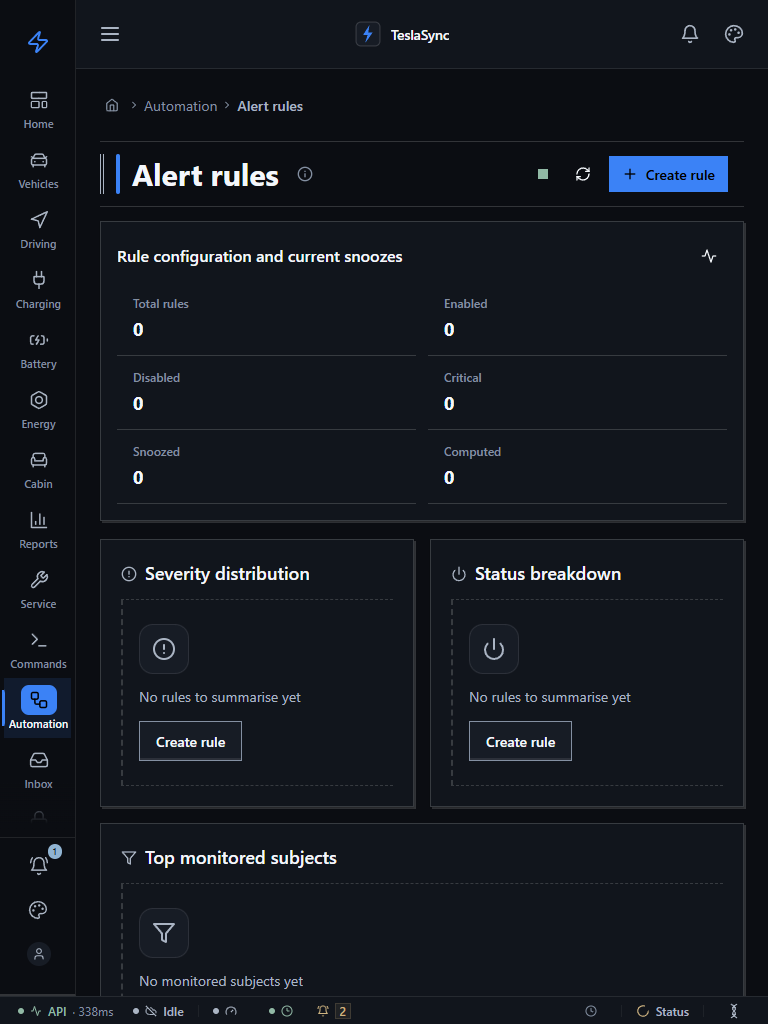 TeslaSync
Home
Vehicles
Driving
Charging
Battery
Energy
Cabin
Reports
Service
Commands
Automation
Inbox
1
Automation
Alert rules
Alert rules
Create rule
Rule configuration and current snoozes
Total rules
0
Enabled
0
Disabled
0
Critical
0
Snoozed
0
Computed
0
Severity distribution
No rules to summarise yet
Create rule
Status breakdown
No rules to summarise yet
Create rule
Top monitored subjects
No monitored subjects yet
API · 338ms
Idle
2
Status